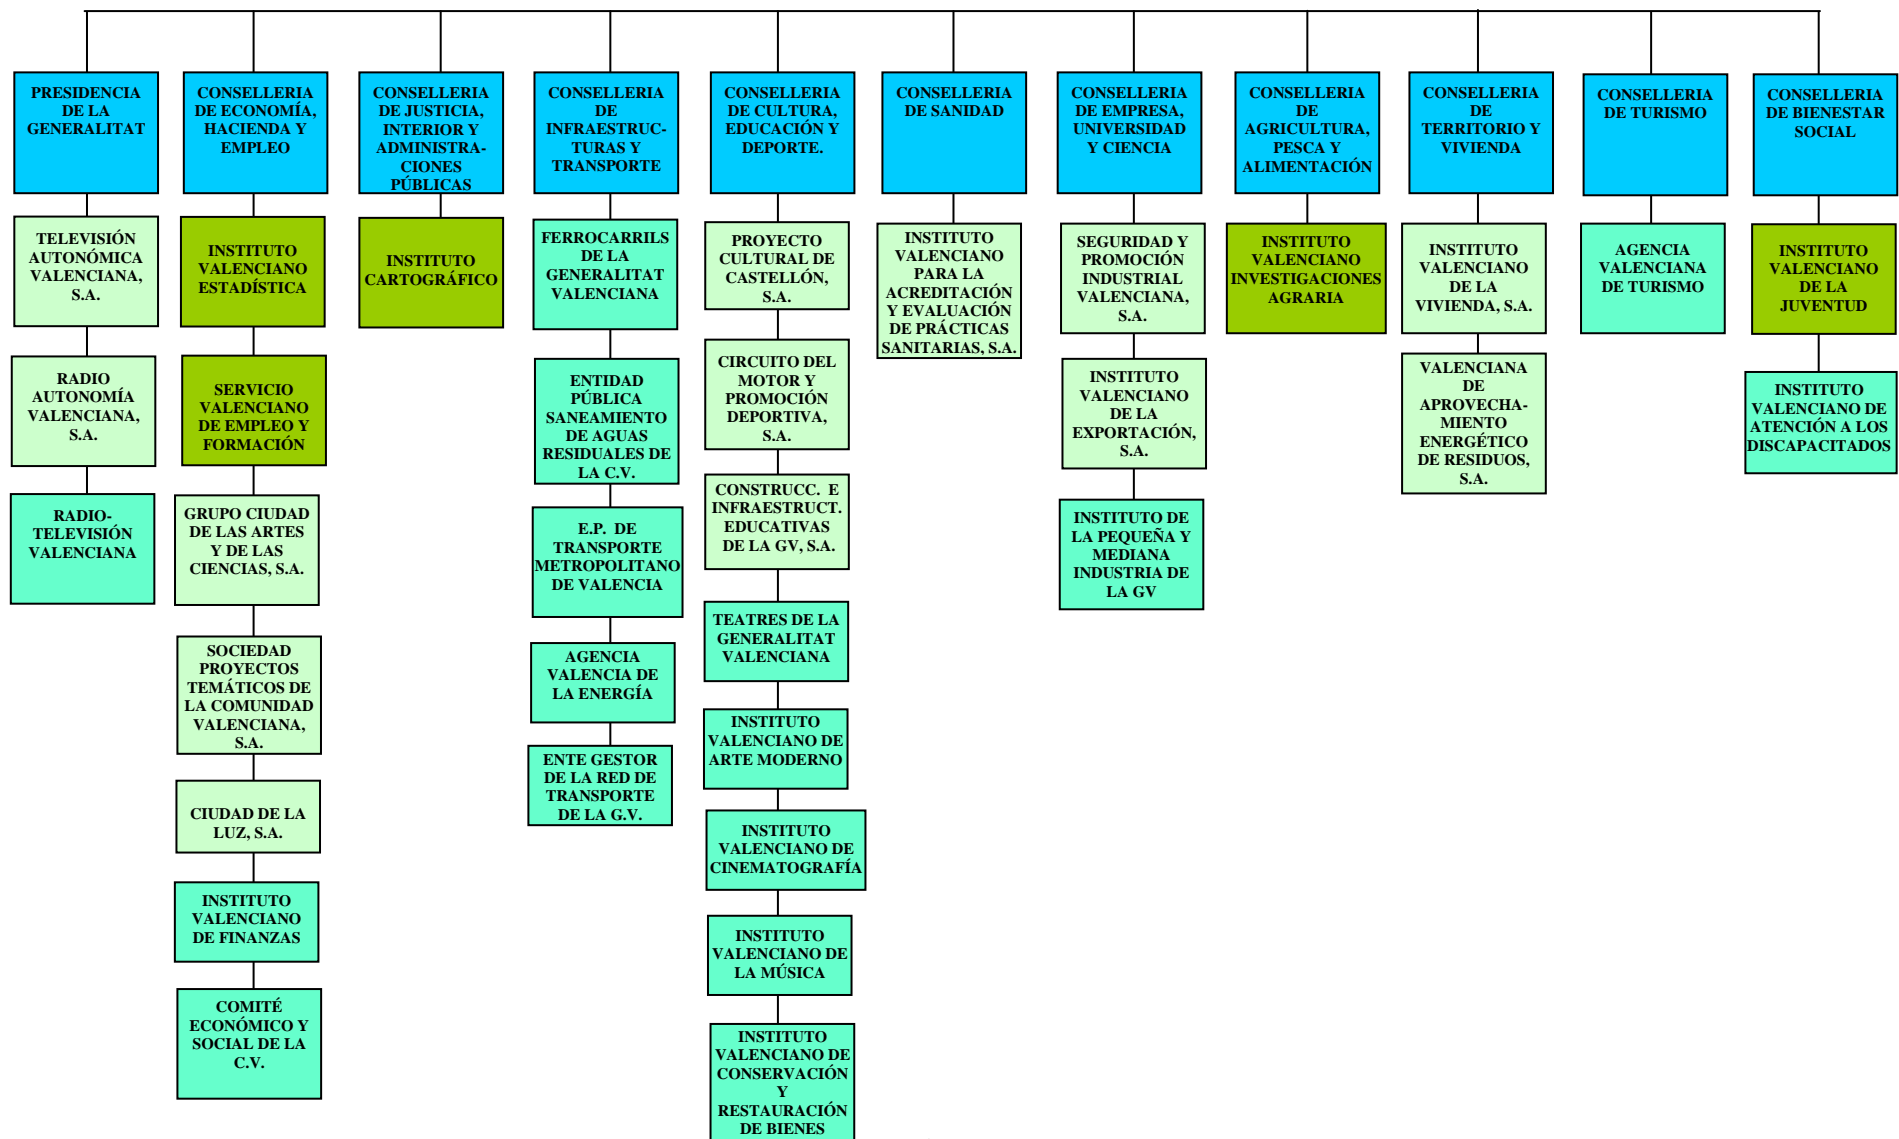 PRESIDENCIA
DE LA
GENERALITAT
TELEVISIÓN
AUTONÓMICA
VALENCIANA,
S.A.
RADIO
AUTONOMÍA
VALENCIANA,
S.A.
RADIO-
TELEVISIÓN
VALENCIANA
CONSELLERIA
DE ECONOMÍA,
HACIENDA Y
EMPLEO
INSTITUTO
VALENCIANO
ESTADÍSTICA
SERVICIO
VALENCIANO
DE EMPLEO Y
FORMACIÓN
GRUPO CIUDAD
DE LAS ARTES
Y DE LAS
CIENCIAS, S.A.
SOCIEDAD
PROYECTOS
TEMÁTICOS DE
LA COMUNIDAD
VALENCIANA,
S.A.
CIUDAD DE LA
LUZ, S.A.
INSTITUTO
VALENCIANO
DE FINANZAS
COMITÉ
ECONÓMICO Y
SOCIAL DE LA
C.V.
CONSELLERIA
DE JUSTICIA,
INTERIOR Y
ADMINISTRA-
CIONES
PÚBLICAS
INSTITUTO
CARTOGRÁFICO
CONSELLERIA
DE
INFRAESTRUC-
TURAS Y
TRANSPORTE
FERROCARRILS
DE LA
GENERALITAT
VALENCIANA
ENTIDAD
PÚBLICA
SANEAMIENTO
DE AGUAS
RESIDUALES DE
LA C.V.
E.P. DE
TRANSPORTE
METROPOLITANO
DE VALENCIA
AGENCIA
VALENCIA DE
LA ENERGÍA
ENTE GESTOR
DE LA RED DE
TRANSPORTE
DE LA G.V.
CONSELLERIA
DE CULTURA,
EDUCACIÓN Y
DEPORTE.
PROYECTO
CULTURAL DE
CASTELLÓN,
S.A.
CIRCUITO DEL
MOTOR Y
PROMOCIÓN
DEPORTIVA,
S.A.
CONSTRUCC. E
INFRAESTRUCT.
EDUCATIVAS
DE LA GV, S.A.
TEATRES DE LA
GENERALITAT
VALENCIANA
INSTITUTO
VALENCIANO DE
ARTE MODERNO
INSTITUTO
VALENCIANO DE
CINEMATOGRAFÍA
INSTITUTO
VALENCIANO DE
LA MÚSICA
INSTITUTO
VALENCIANO DE
CONSERVACIÓN
Y
RESTAURACIÓN
DE BIENES
CONSELLERIA
DE SANIDAD
INSTITUTO
VALENCIANO
PARA LA
ACREDITACIÓN
Y EVALUACIÓN
DE PRÁCTICAS
SANITARIAS, S.A.
CONSELLERIA
DE EMPRESA,
UNIVERSIDAD
Y CIENCIA
SEGURIDAD Y
PROMOCIÓN
INDUSTRIAL
VALENCIANA,
S.A.
INSTITUTO
VALENCIANO
DE LA
EXPORTACIÓN,
S.A.
INSTITUTO DE
LA PEQUEÑA Y
MEDIANA
INDUSTRIA DE
LA GV
CONSELLERIA
DE
AGRICULTURA,
PESCA Y
ALIMENTACIÓN
INSTITUTO
VALENCIANO
INVESTIGACIONES
AGRARIA
CONSELLERIA
DE
TERRITORIO Y
VIVIENDA
INSTITUTO
VALENCIANO
DE LA
VIVIENDA, S.A.
VALENCIANA
DE
APROVECHA-
MIENTO
ENERGÉTICO
DE RESIDUOS,
S.A.
CONSELLERIA
DE TURISMO
AGENCIA
VALENCIANA
DE TURISMO
CONSELLERIA
DE BIENESTAR
SOCIAL
INSTITUTO
VALENCIANO
DE LA
JUVENTUD
INSTITUTO
VALENCIANO DE
ATENCIÓN A LOS
DISCAPACITADOS